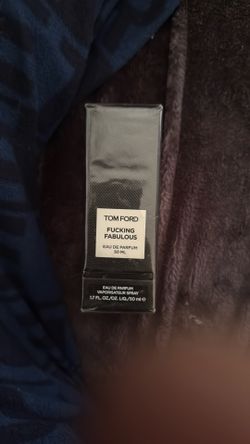 TOM FORD
FUCKING
FABULOUS
EAU DE PARFUM
50 ML
EAU DE PARFUM
VAPORISATEUR SPRAY
1.7 FL. OZ./OZ. LIQ./50 ml ℮